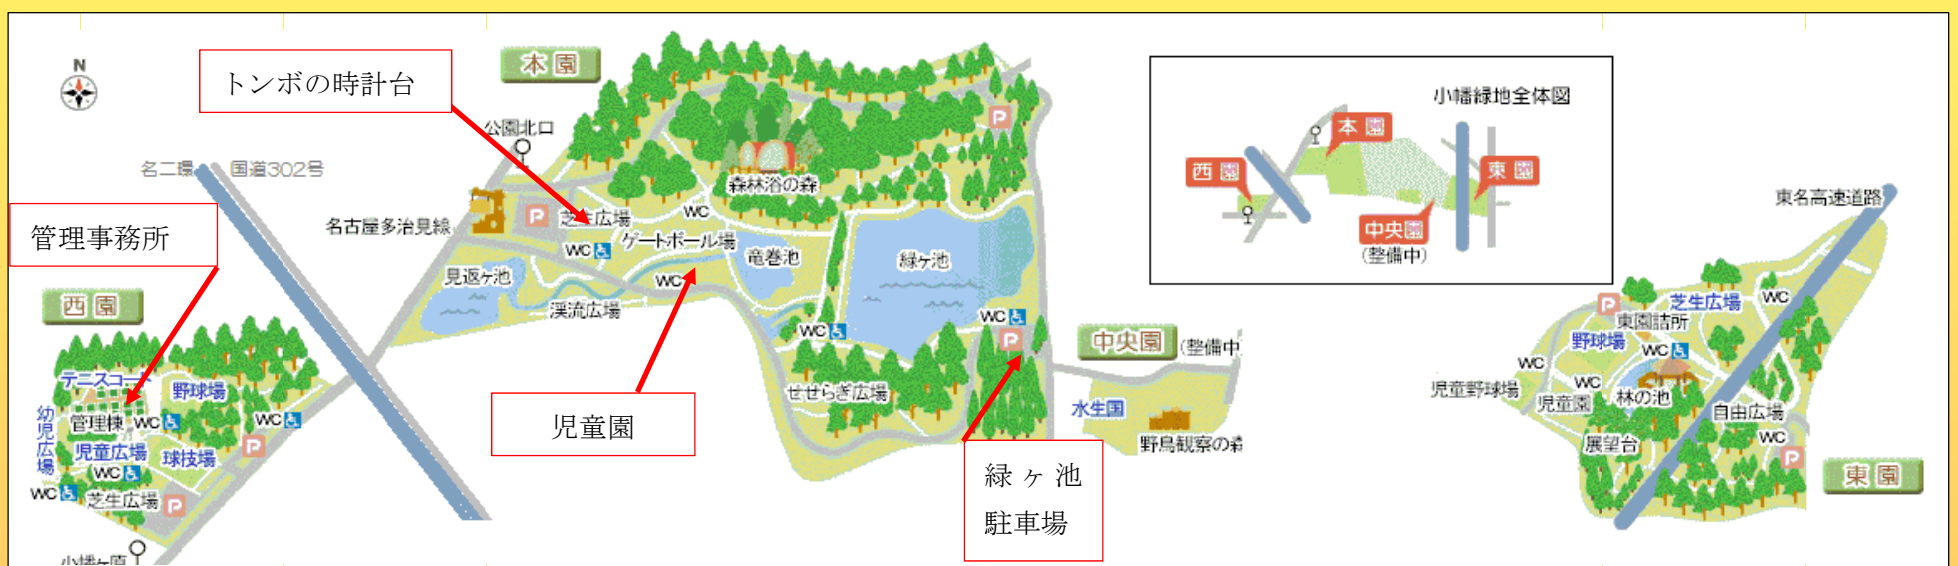 N
トンボの時計台
本園
公園北口
名二環
国道302号
名古屋多治見線
管理事務所
西園
テニスコート
野球場
幼児広場
管理棟
WC
WC
児童広場
球技場
WC
P
WC
芝生広場
P
P
芝生広場
WC
WC
ゲートボール場
森林浴の森
P
見返ヶ池
渓流広場
WC
竜巻池
緑ヶ池
WC
WC
P
せせらぎ広場
児童園
緑ヶ池
駐車場
中央園
(整備中
水生園
野鳥観察の森
小幡緑地全体図
本園
西園
東園
中央園
(整備中)
東名高速道路
P
芝生広場
WC
東園詰所
野球場
WC
WC
児童野球場
WC
児童園
林の池
自由広場
展望台
WC
P
東園